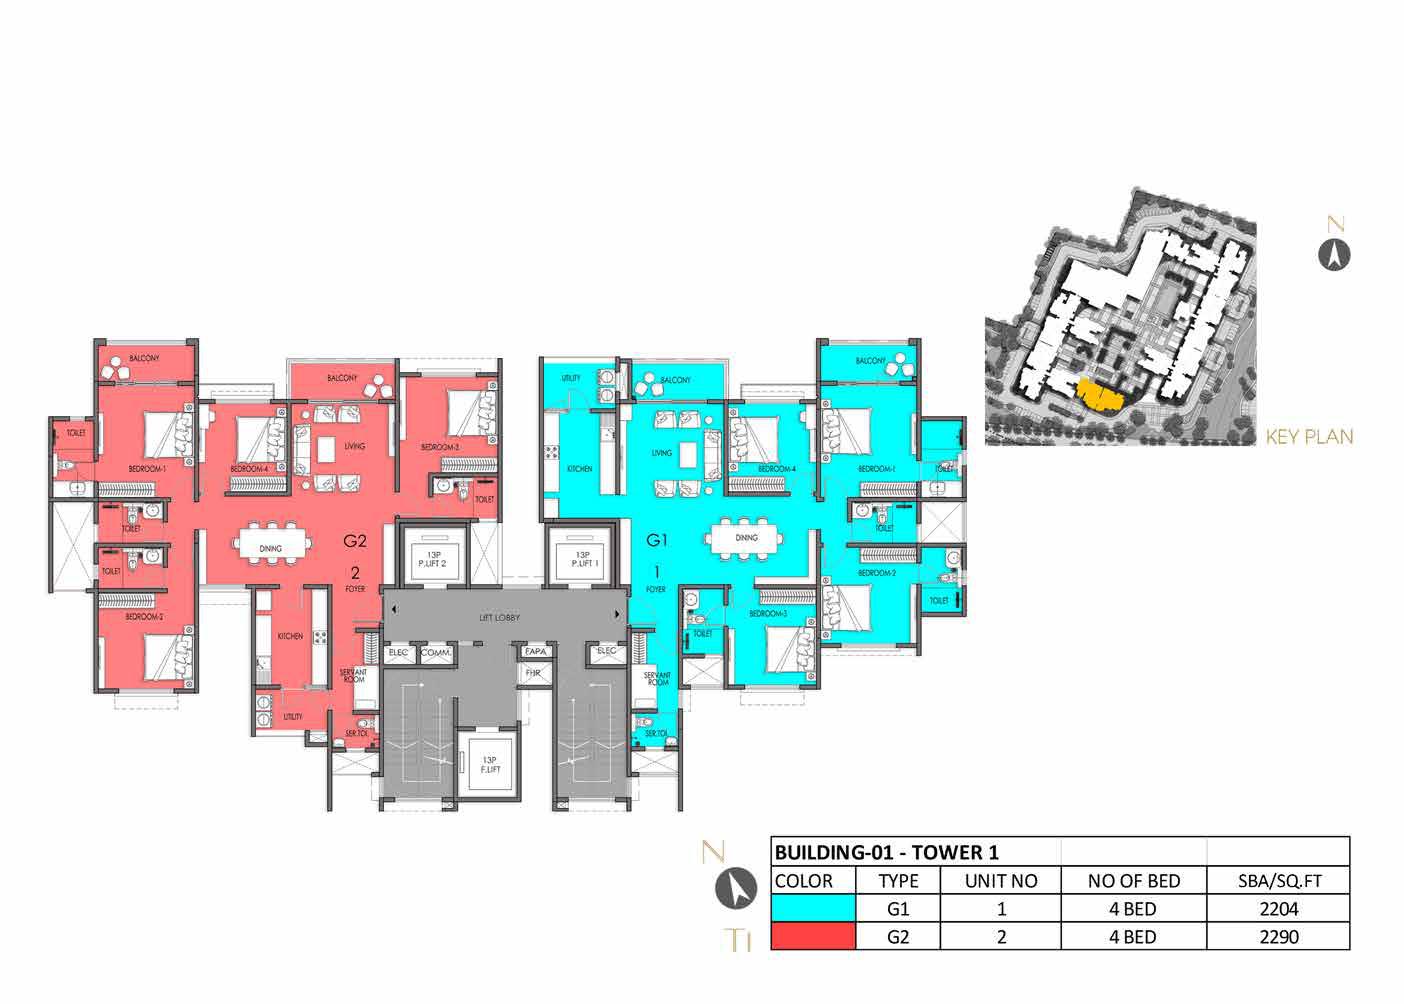 N
KEY PLAN
BALCONY
TOILET
BEDROOM-1
BEDROOM-4
BALCONY
LIVING
BEDROOM-3
TOILET
TOILET
TOILET
DINING
G2
2
FOYER
BEDROOM-2
KITCHEN
UTILITY
SERVANT
ROOM
SER.TOL
13P
P.LIFT 2
13P
P.LIFT 1
LIFT LOBBY
ELEC
COMM.
FAPA
FHR
ELEC
13P
F.LIFT
UTILITY
KITCHEN
BALCONY
LIVING
BEDROOM-4
BALCONY
BEDROOM-1
TOILET
TOILET
G1
1
FOYER
DINING
BEDROOM-2
TOILET
BEDROOM-3
TOILET
SERVANT
ROOM
SER.TOL
N
T1
BUILDING-01 - TOWER 1
COLOR TYPE UNIT NO NO OF BED SBA/SQ.FT
G1 1 4 BED 2204
G2 2 4 BED 2290